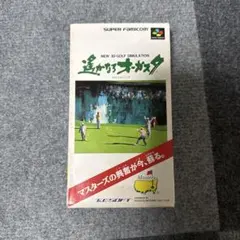 SUPER FAMICOM
NEW 3D GOLF SIMULATION
遙かなるオーガスタ
マスターズの興奮が今、蘇る。
T&E SOFT